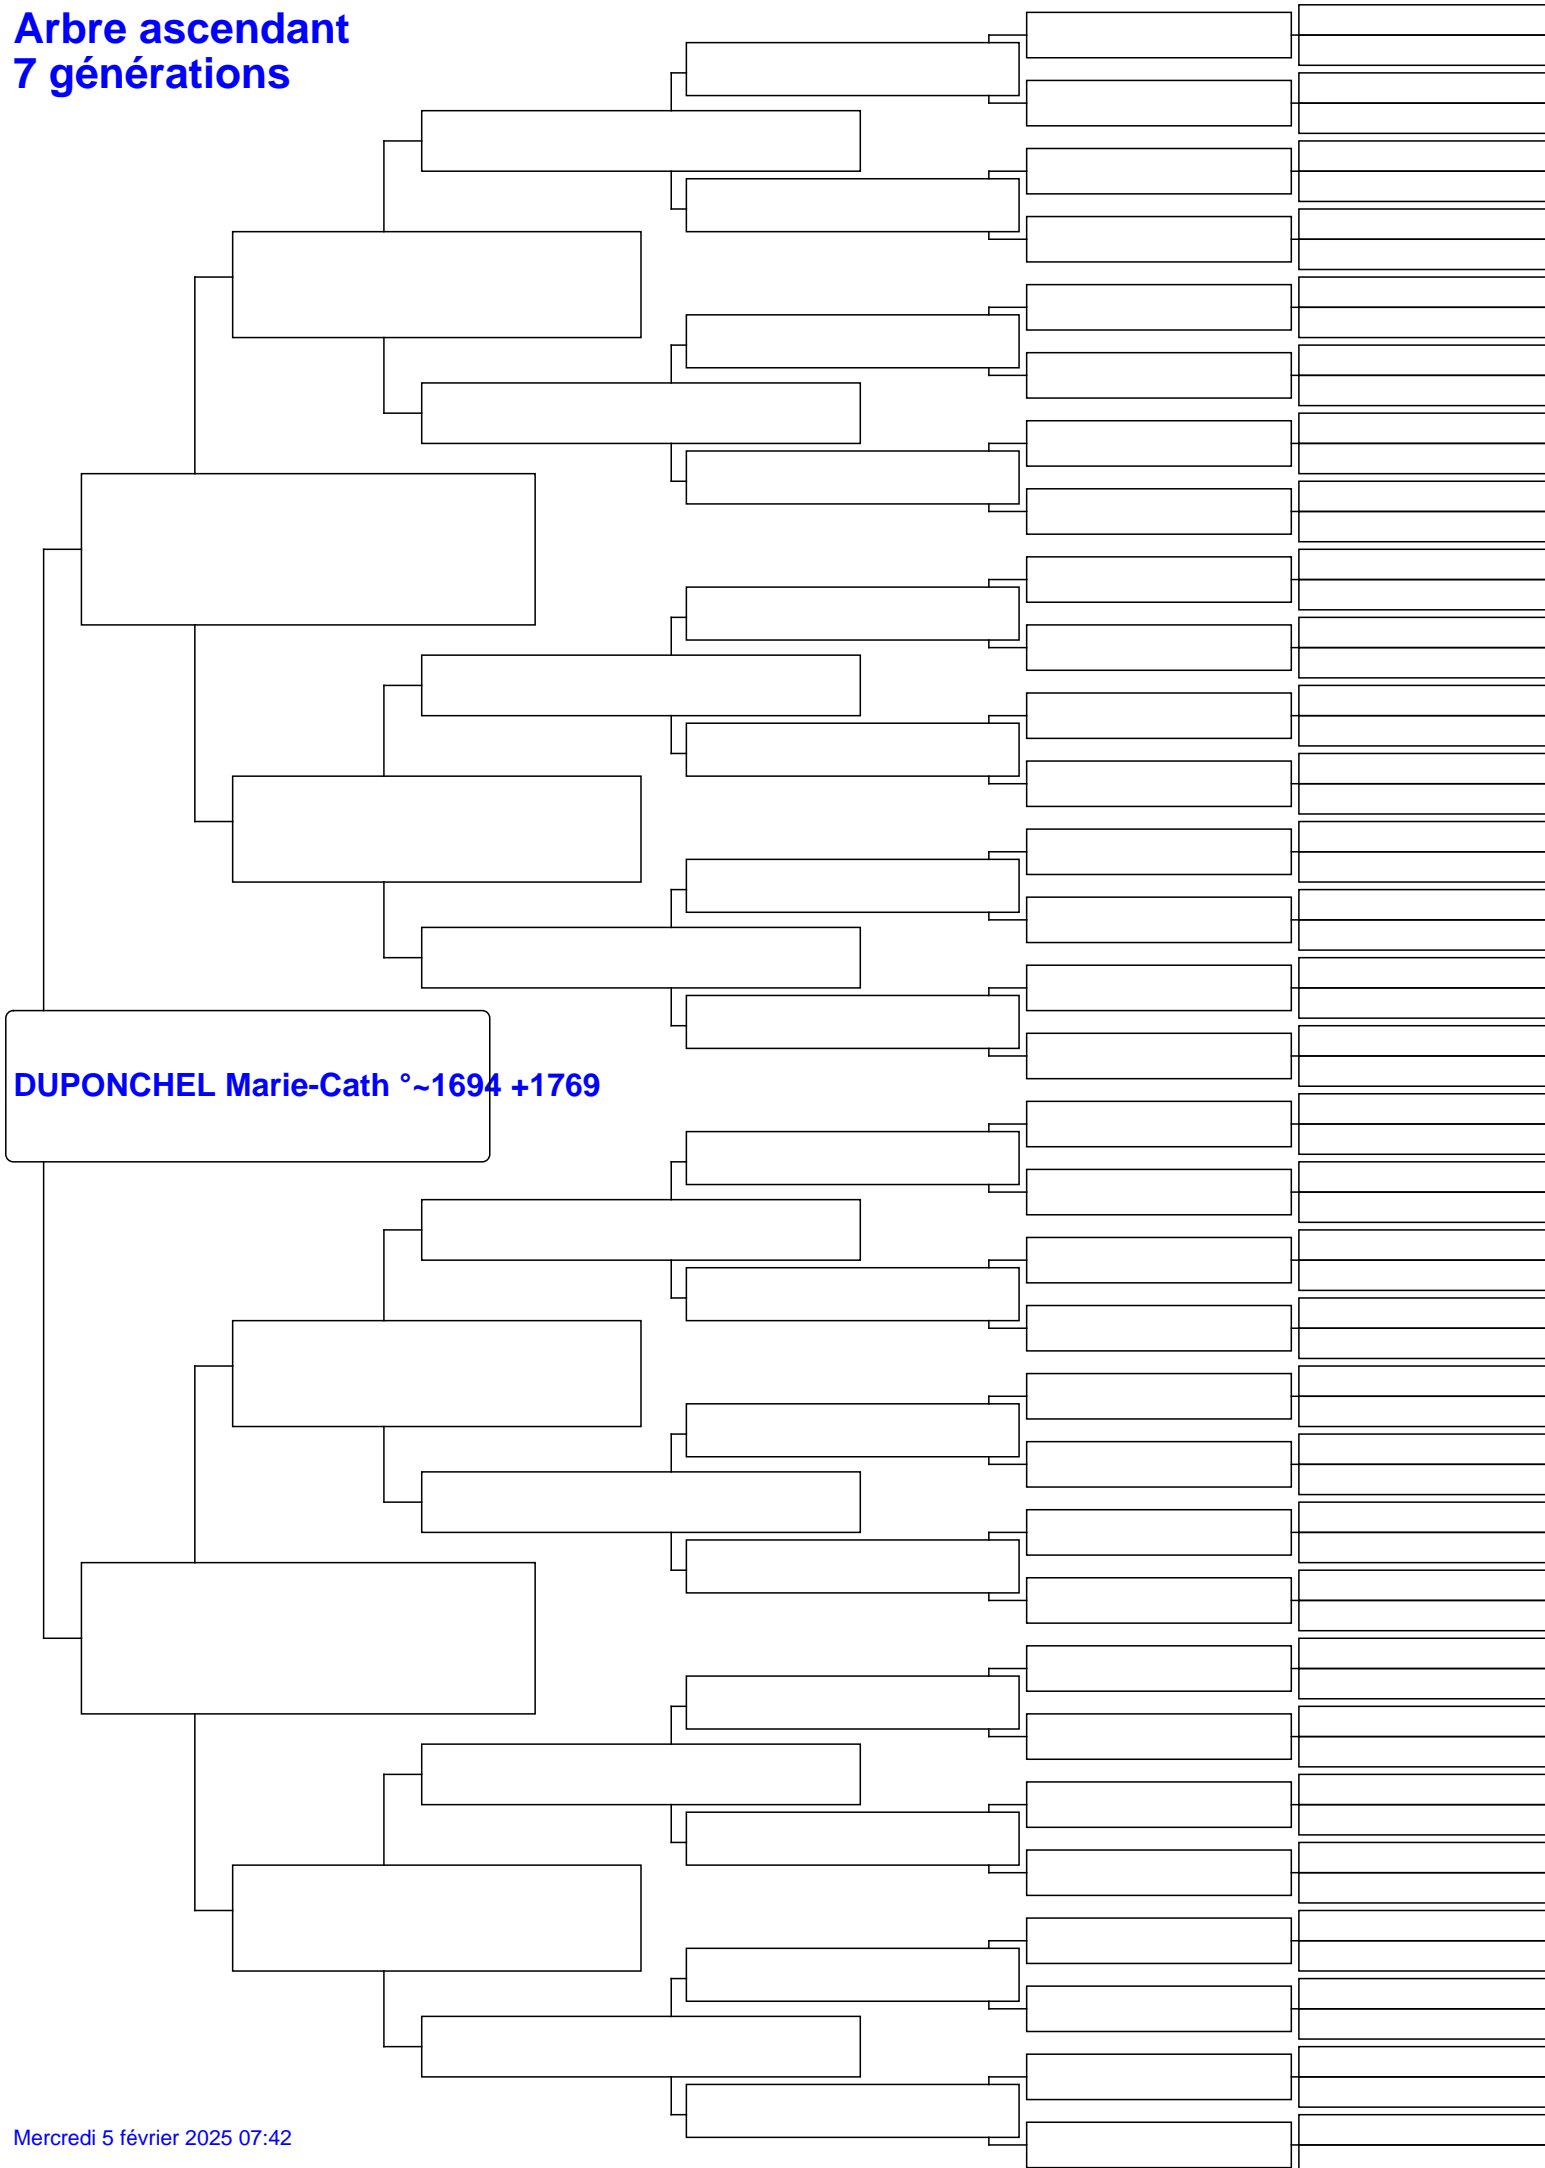 Arbre ascendant
7 générations
DUPONCHEL Marie-Cath °~1694 +1769
Mercredi 5 février 2025 07:42